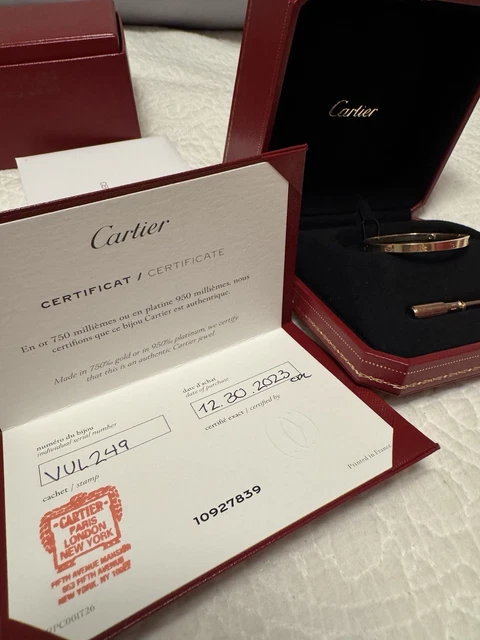 Cartier
Cartier
CERTIFICAT / CERTIFICATE
En or 750 millièmes ou en platine 950 millièmes, nous
certifions que ce bijou Cartier est authentique.
Made in 750‰ gold or in 950‰ platinum, we certify
that this is an authentic Cartier jewel.
numéro du bijou
individual serial number
VUL249
date d'achat
date of purchase
12.30.2023
certifié exact / certified by
cachet / stamp
CARTIER
PARIS
LONDON
NEW YORK
FIFTH AVENUE MANSION
653 FIFTH AVENUE
NEW YORK, NY 10022
10927839
Printed in France